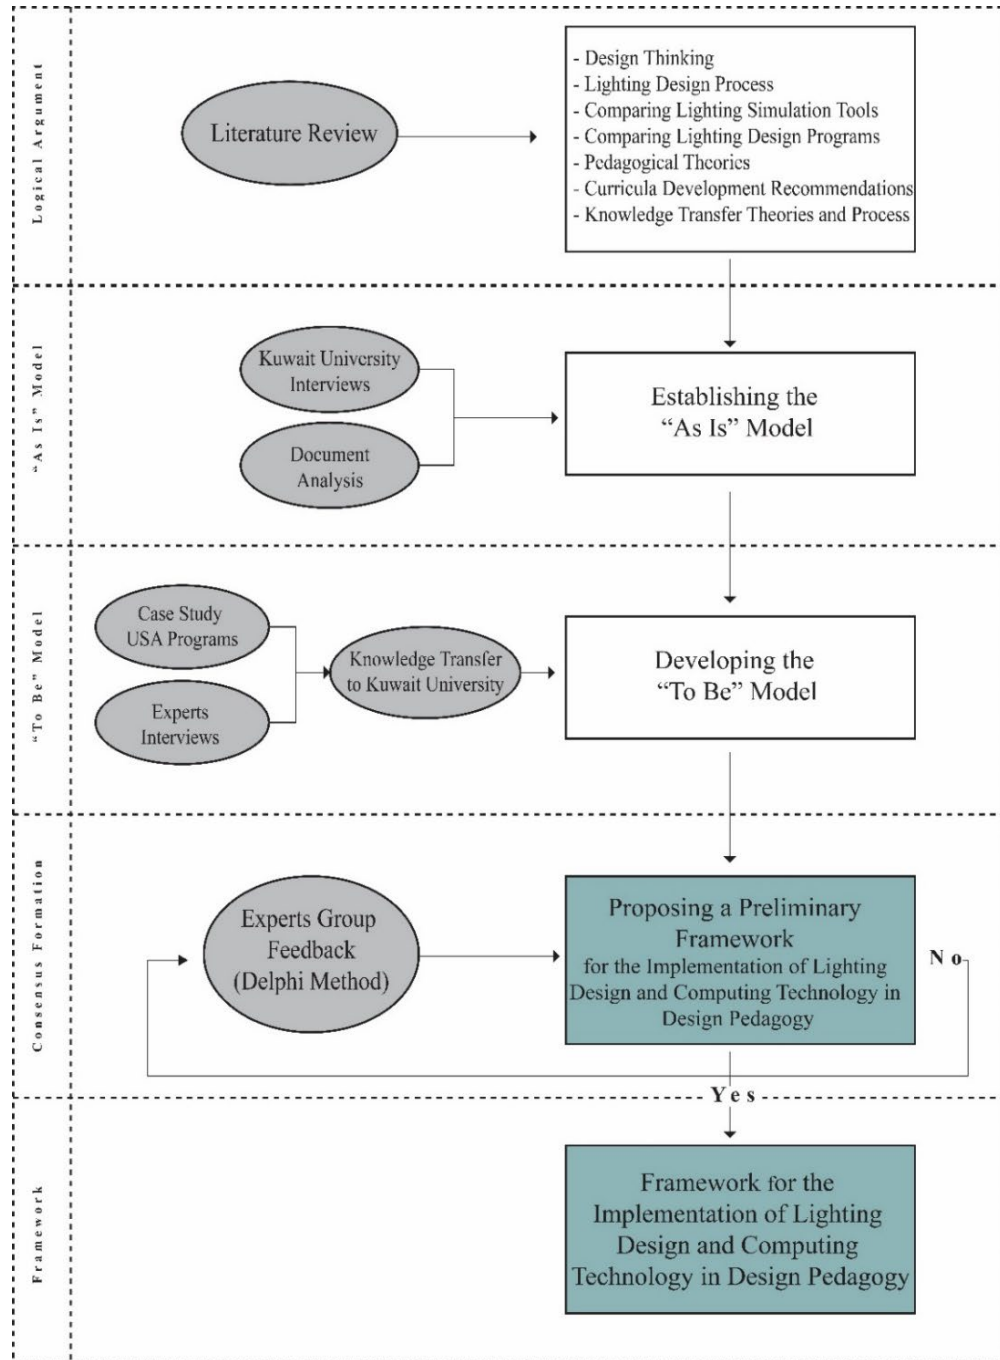 Logical Argument
Literature Review
- Design Thinking
- Lighting Design Process
- Comparing Lighting Simulation Tools
- Comparing Lighting Design Programs
- Pedagogical Theories
- Curricula Development Recommendations
- Knowledge Transfer Theories and Process
"As Is" Model
Kuwait University
Interviews
Document
Analysis
Establishing the
“As Is” Model
"To Be" Model
Case Study
USA Programs
Experts
Interviews
Knowledge Transfer
to Kuwait University
Developing the
“To Be” Model
Consensus Formation
Experts Group
Feedback
(Delphi Method)
Proposing a Preliminary
Framework
for the Implementation of Lighting
Design and Computing Technology in
Design Pedagogy
No
Yes
Framework
Framework for the
Implementation of Lighting
Design and Computing
Technology in Design Pedagogy